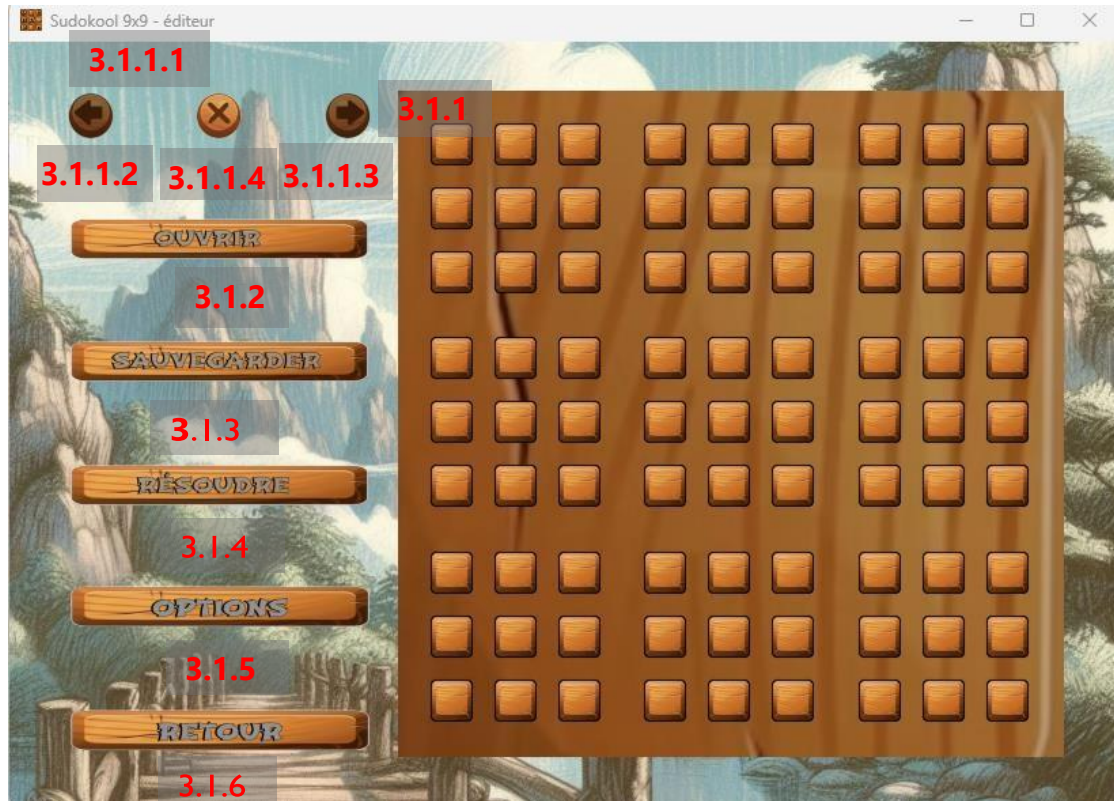 Sudokool 9x9 - éditeur
3.1.1.1
3.1.1
3.1.1.2
3.1.1.4
3.1.1.3
OUVRIR
3.1.2
SAUVEGARDER
3.1.3
RÉSOUDRE
3.1.4
OPTIONS
3.1.5
RETOUR
3.1.6